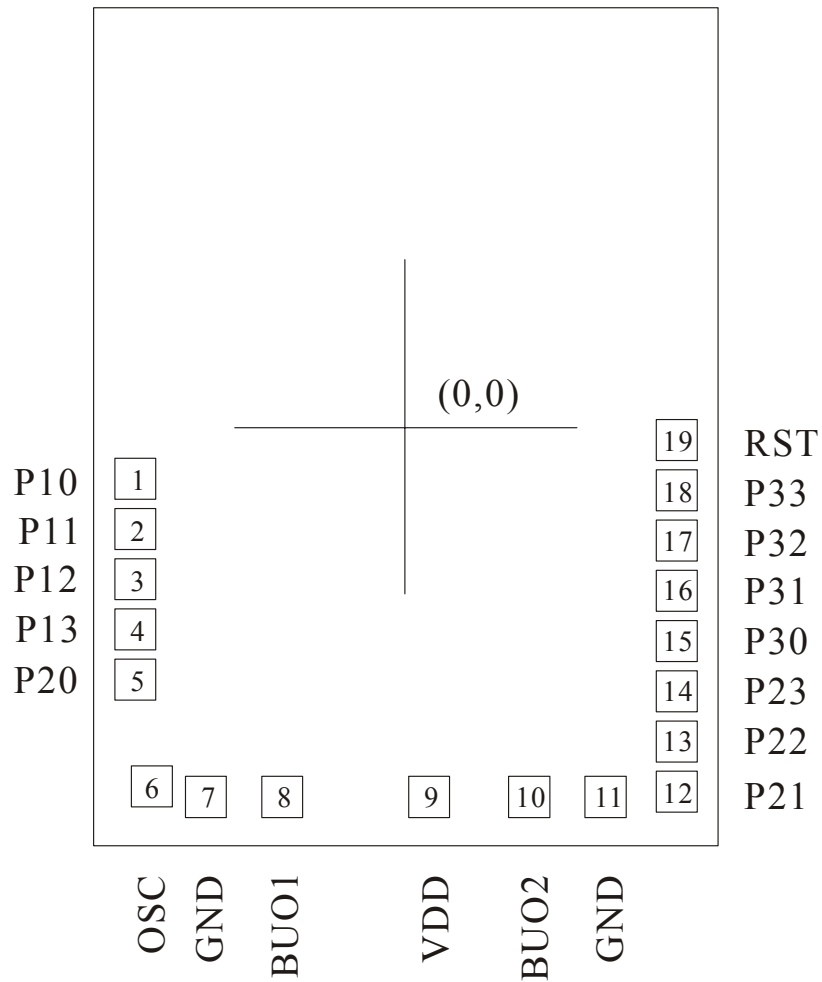 (0,0)
19 RST
P10 1
18 P33
P11 2
17 P32
P12 3
16 P31
P13 4
15 P30
P20 5
14 P23
13 P22
6 7 8 9 10 11 12 P21
OSC
GND
BUO1
VDD
BUO2
GND